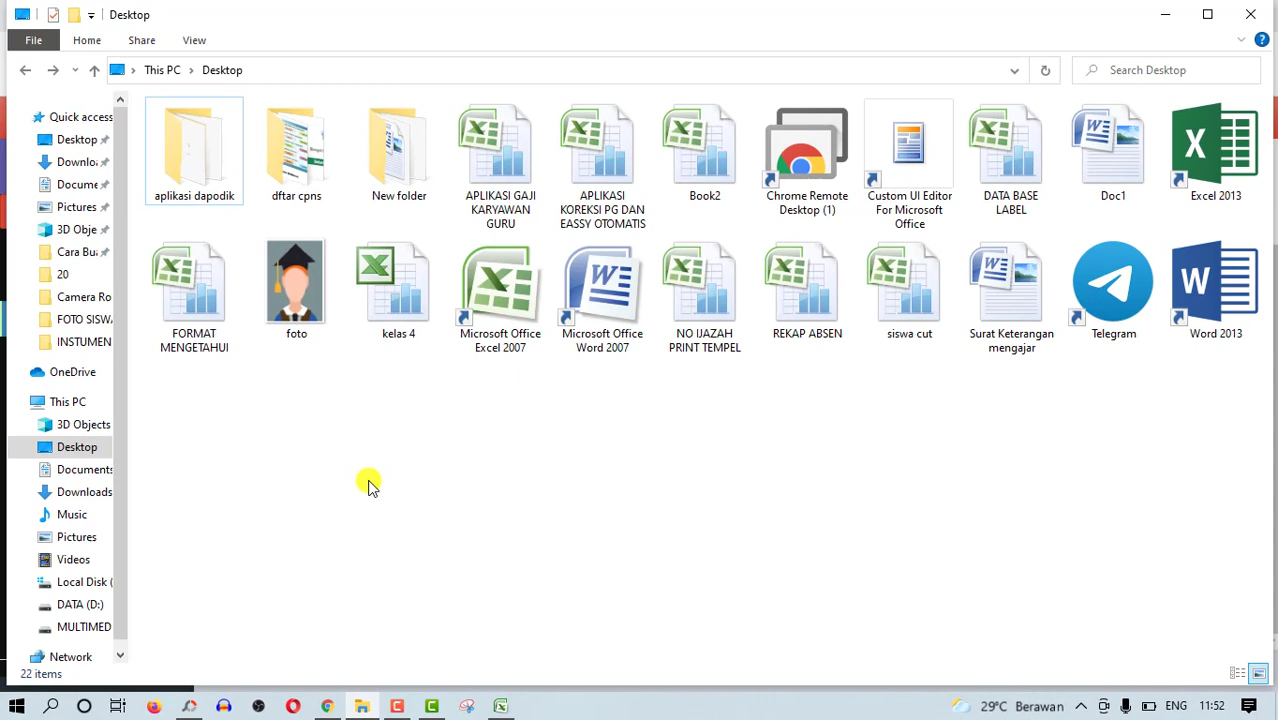 Desktop
File Home Share View
This PC Desktop
Search Desktop
Quick access
Desktop
Downloa
Docume
Pictures
3D Obje
Cara Bu
20
Camera Ro
FOTO SISW
INSTUMEN
OneDrive
This PC
3D Objects
Desktop
Documents
Downloads
Music
Pictures
Videos
Local Disk (
DATA (D:)
MULTIMED
Network
aplikasi dapodik
dftar cpns
New folder
APLIKASI GAJI
KARYAWAN
GURU
APLIKASI
KOREKSI PG DAN
EASSY OTOMATIS
Book2
Chrome Remote
Desktop (1)
Custom UI Editor
For Microsoft
Office
DATA BASE
LABEL
Doc1
Excel 2013
FORMAT
MENGETAHUI
foto
kelas 4
Microsoft Office
Excel 2007
Microsoft Office
Word 2007
NO IJAZAH
PRINT TEMPEL
REKAP ABSEN
siswa cut
Surat Keterangan
mengajar
Telegram
Word 2013
22 items
29°C Berawan ENG 11:52